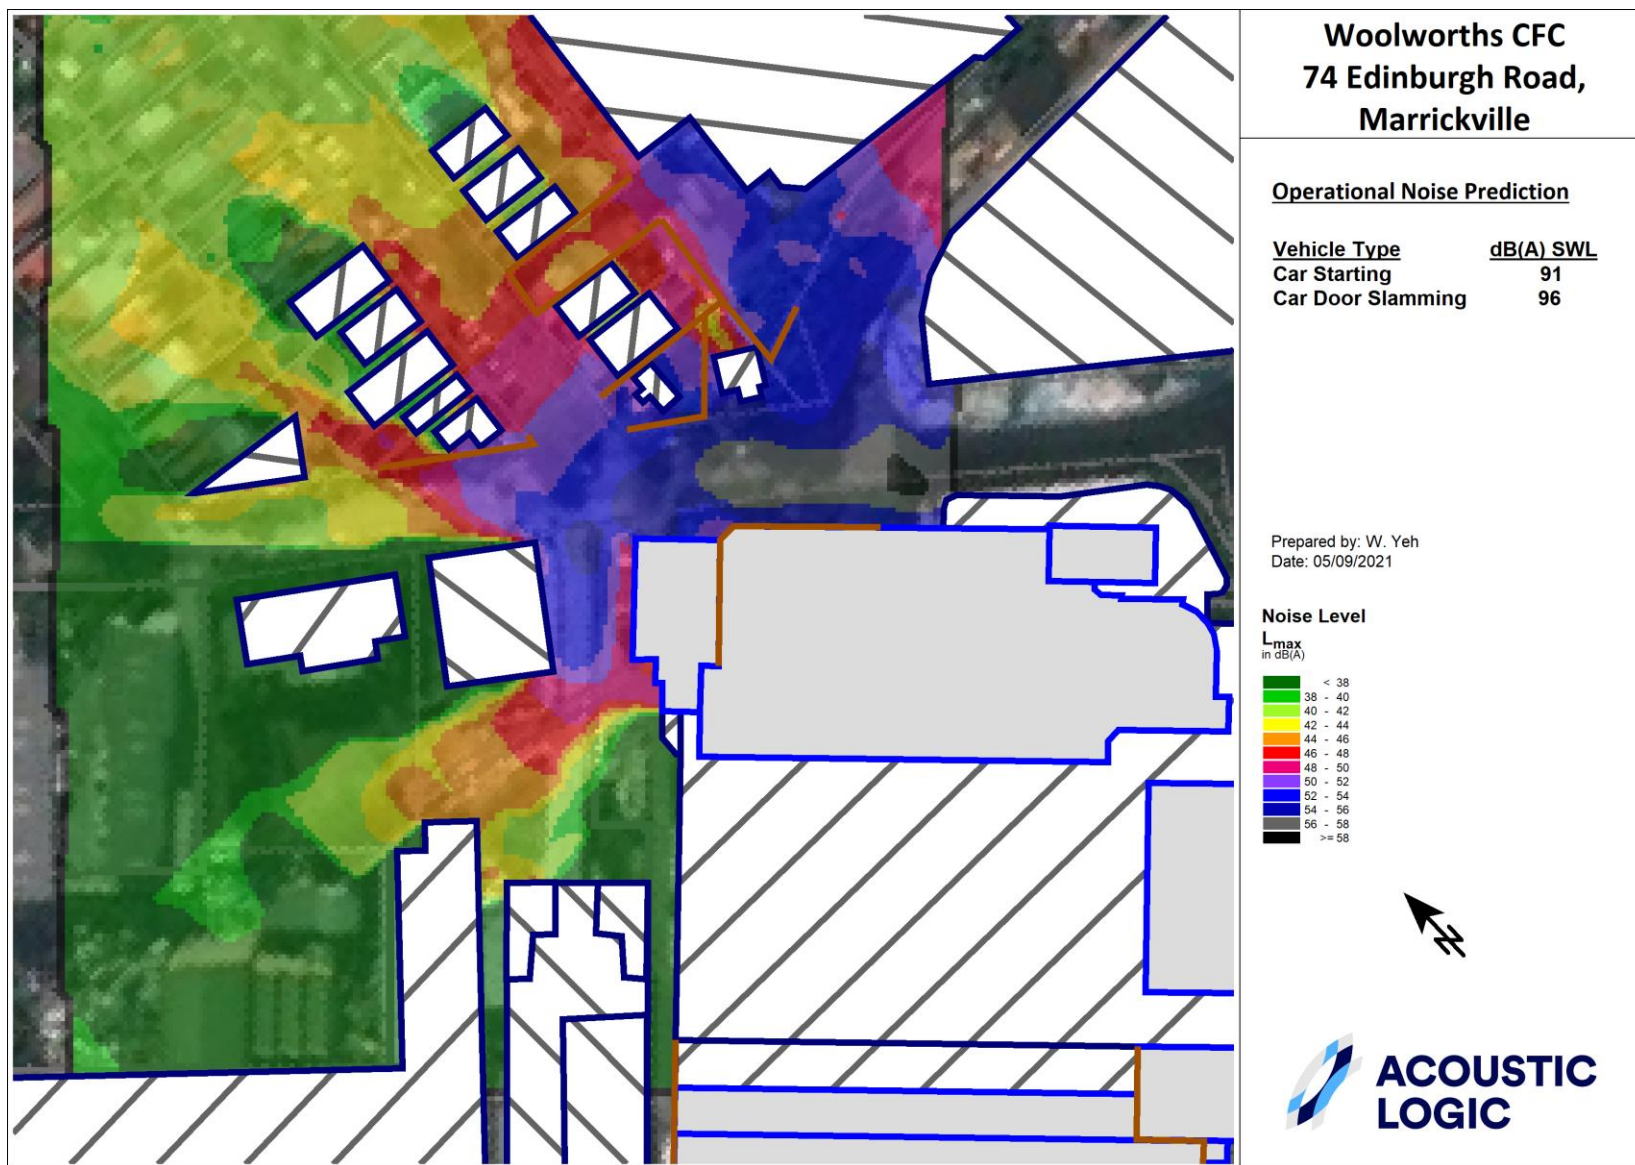 Woolworths CFC
74 Edinburgh Road,
Marrickville
Operational Noise Prediction
Vehicle Type dB(A) SWL
Car Starting 91
Car Door Slamming 96
Prepared by: W. Yeh
Date: 05/09/2021
Noise Level
Lmax
in dB(A)
< 38
38 - 40
40 - 42
42 - 44
44 - 46
46 - 48
48 - 50
50 - 52
52 - 54
54 - 56
56 - 58
>= 58
N
ACOUSTIC
LOGIC